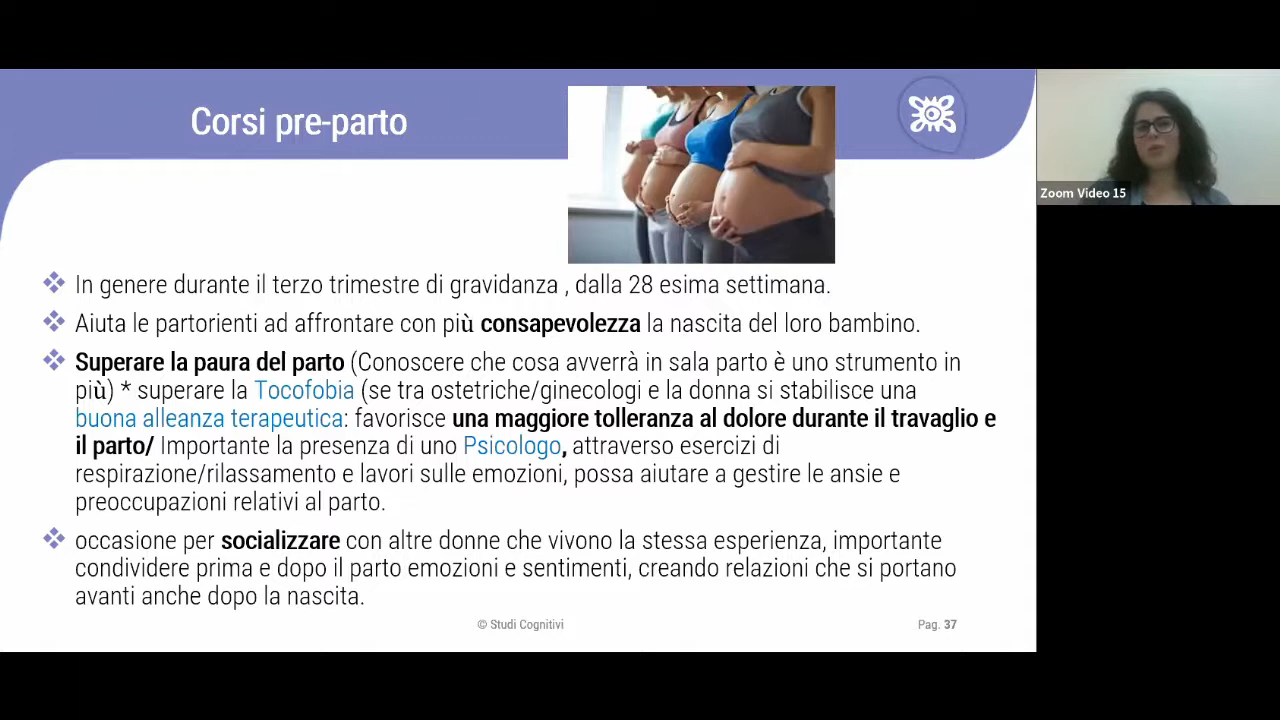 Corsi pre-parto
Zoom Video 15
In genere durante il terzo trimestre di gravidanza , dalla 28 esima settimana.
Aiuta le partorienti ad affrontare con più consapevolezza la nascita del loro bambino.
Superare la paura del parto (Conoscere che cosa avverrà in sala parto è uno strumento in
più) * superare la Tocofobia (se tra ostetriche/ginecologi e la donna si stabilisce una
buona alleanza terapeutica: favorisce una maggiore tolleranza al dolore durante il travaglio e
il parto/ Importante la presenza di uno Psicologo, attraverso esercizi di
respirazione/rilassamento e lavori sulle emozioni, possa aiutare a gestire le ansie e
preoccupazioni relativi al parto.
occasione per socializzare con altre donne che vivono la stessa esperienza, importante
condividere prima e dopo il parto emozioni e sentimenti, creando relazioni che si portano
avanti anche dopo la nascita.
© Studi Cognitivi
Pag. 37